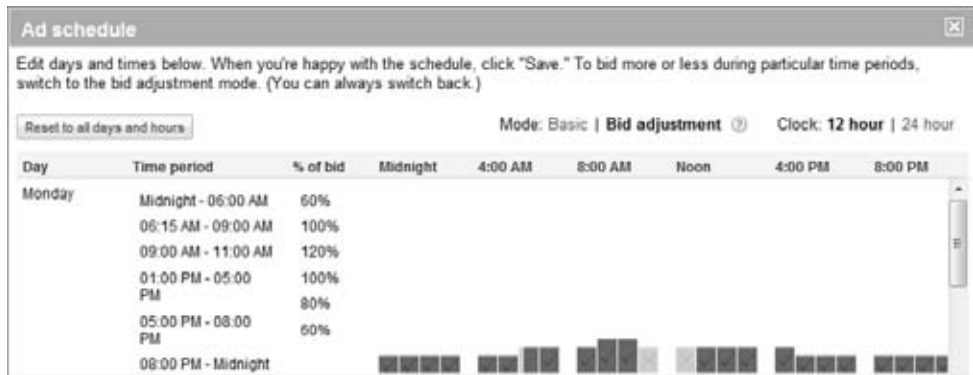 Ad schedule
Edit days and times below. When you're happy with the schedule, click "Save." To bid more or less during particular time periods,
switch to the bid adjustment mode. (You can always switch back.)
Reset to all days and hours
Mode: Basic | Bid adjustment ? Clock: 12 hour | 24 hour
Day Time period % of bid Midnight 4:00 AM 8:00 AM Noon 4:00 PM 8:00 PM
Monday
Midnight - 06:00 AM 60%
06:15 AM - 09:00 AM 100%
09:00 AM - 11:00 AM 120%
01:00 PM - 05:00 100%
PM
80%
05:00 PM - 08:00
60%
PM
08:00 PM - Midnight